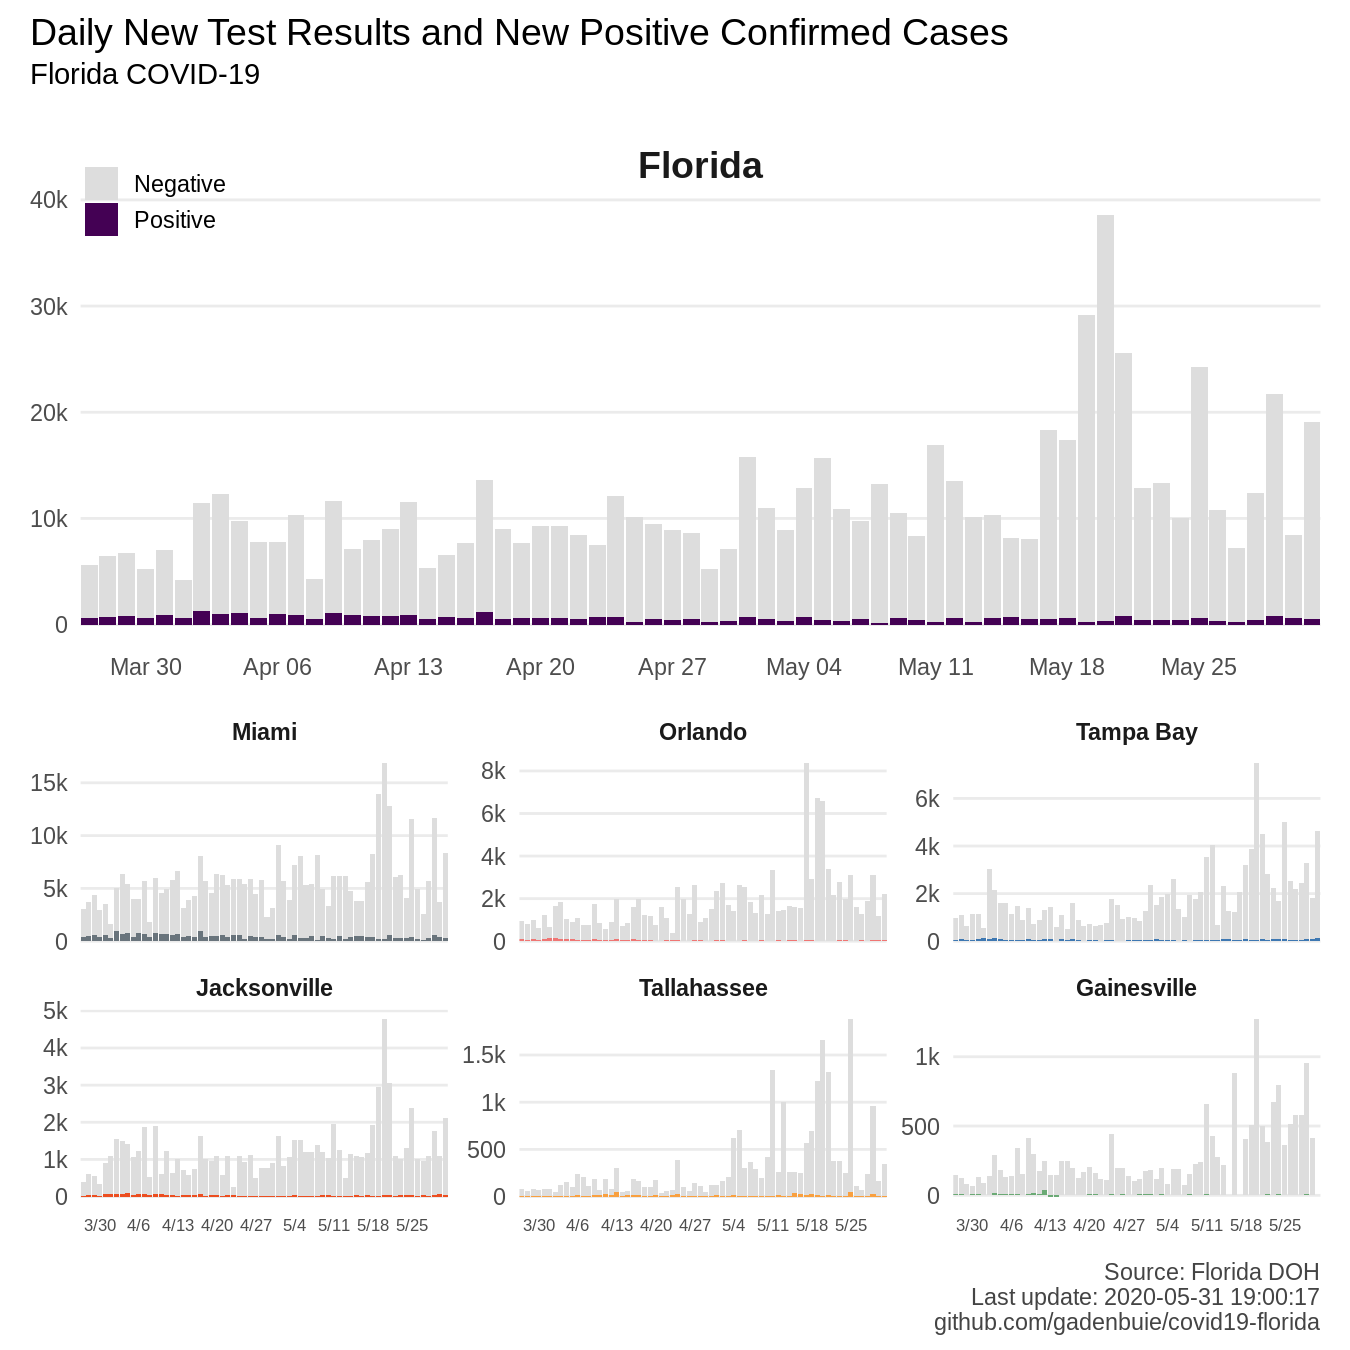 Daily New Test Results and New Positive Confirmed Cases
Florida COVID-19
Florida
Negative
Positive
40k
30k
20k
10k
0
Mar 30 Apr 06 Apr 13 Apr 20 Apr 27 May 04 May 11 May 18 May 25
Miami
15k
10k
5k
0
Orlando
8k
6k
4k
2k
0
Tampa Bay
6k
4k
2k
0
Jacksonville
5k
4k
3k
2k
1k
0
3/30 4/6 4/13 4/20 4/27 5/4 5/11 5/18 5/25
Tallahassee
1.5k
1k
500
0
3/30 4/6 4/13 4/20 4/27 5/4 5/11 5/18 5/25
Gainesville
1k
500
0
3/30 4/6 4/13 4/20 4/27 5/4 5/11 5/18 5/25
Source: Florida DOH
Last update: 2020-05-31 19:00:17
github.com/gadenbuie/covid19-florida